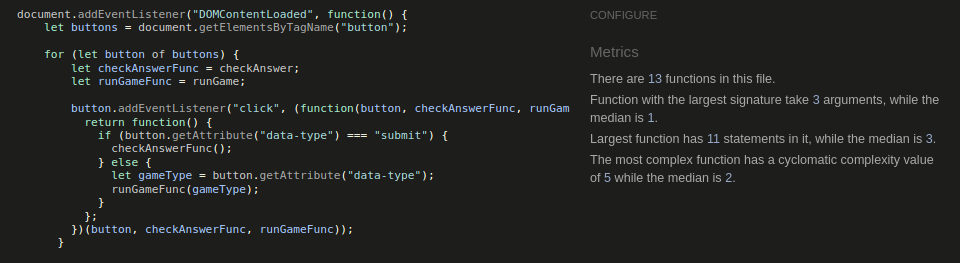 document.addEventListener("DOMContentLoaded", function() {
let buttons = document.getElementsByTagName("button");
for (let button of buttons) {
let checkAnswerFunc = checkAnswer;
let runGameFunc = runGame;
button.addEventListener("click", (function(button, checkAnswerFunc, runGam
return function() {
if (button.getAttribute("data-type") === "submit") {
checkAnswerFunc();
} else {
let gameType = button.getAttribute("data-type");
runGameFunc(gameType);
}
};
})(button, checkAnswerFunc, runGameFunc));
}
CONFIGURE
Metrics
There are 13 functions in this file.
Function with the largest signature take 3 arguments, while the
median is 1.
Largest function has 11 statements in it, while the median is 3.
The most complex function has a cyclomatic complexity value
of 5 while the median is 2.